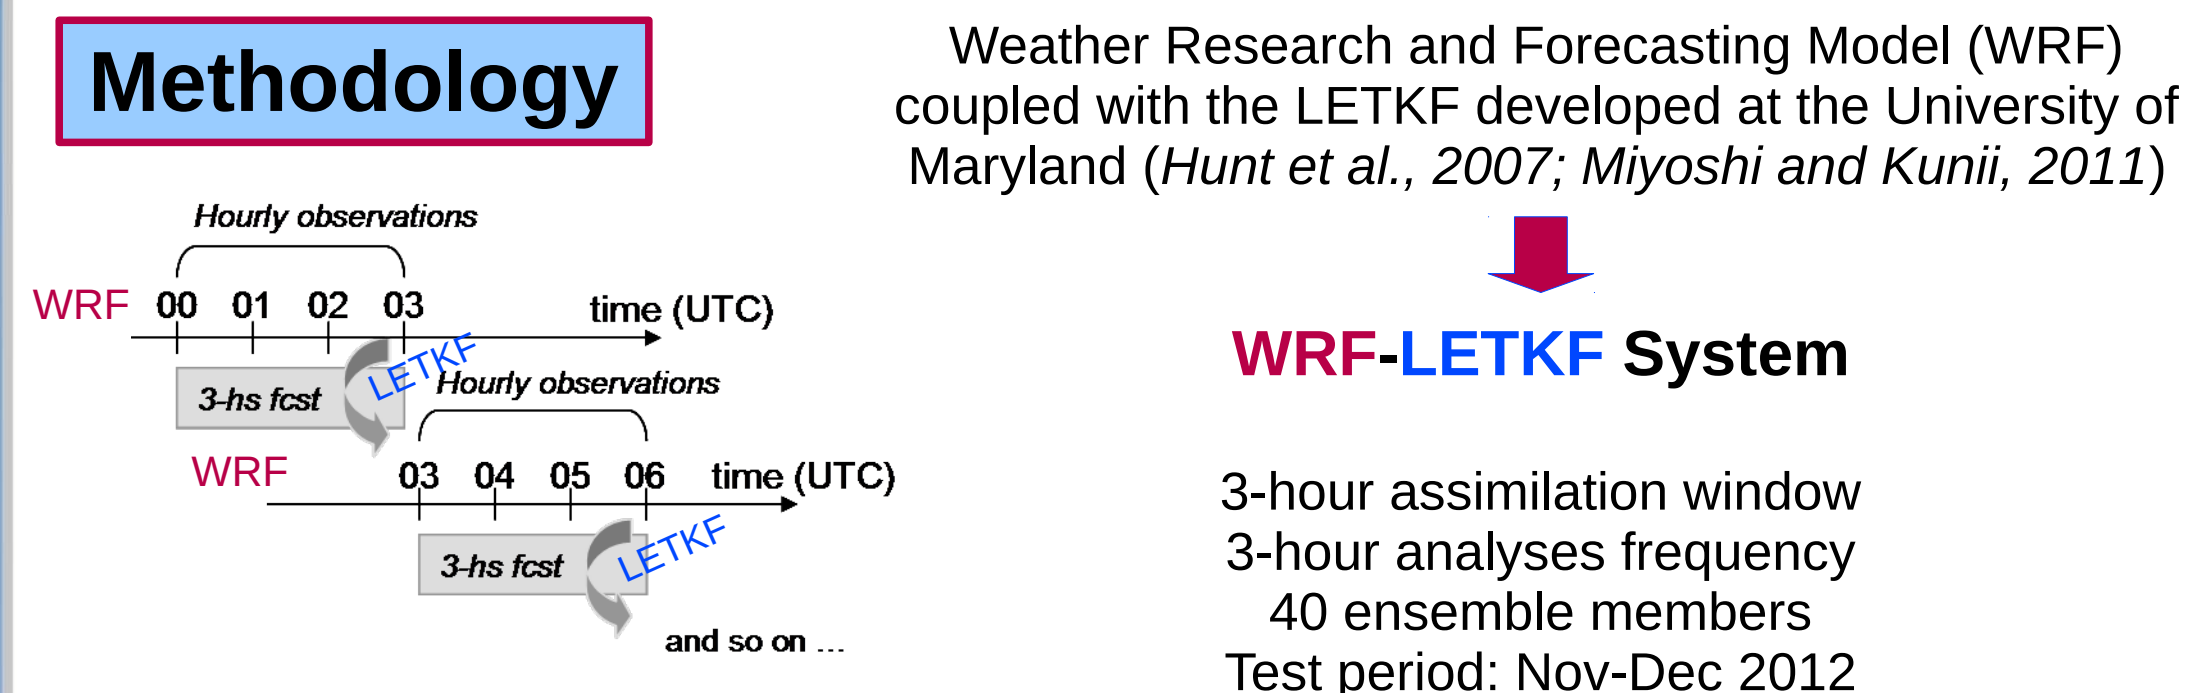 Methodology
Weather Research and Forecasting Model (WRF)
coupled with the LETKF developed at the University of
Maryland (Hunt et al., 2007; Miyoshi and Kunii, 2011)
Hourly observations
WRF 00 01 02 03 time (UTC)
LETKF
3-hs fcst
Hourly observations
WRF 03 04 05 06 time (UTC)
LETKF
3-hs fcst
and so on ...
WRF-LETKF System
3-hour assimilation window
3-hour analyses frequency
40 ensemble members
Test period: Nov-Dec 2012